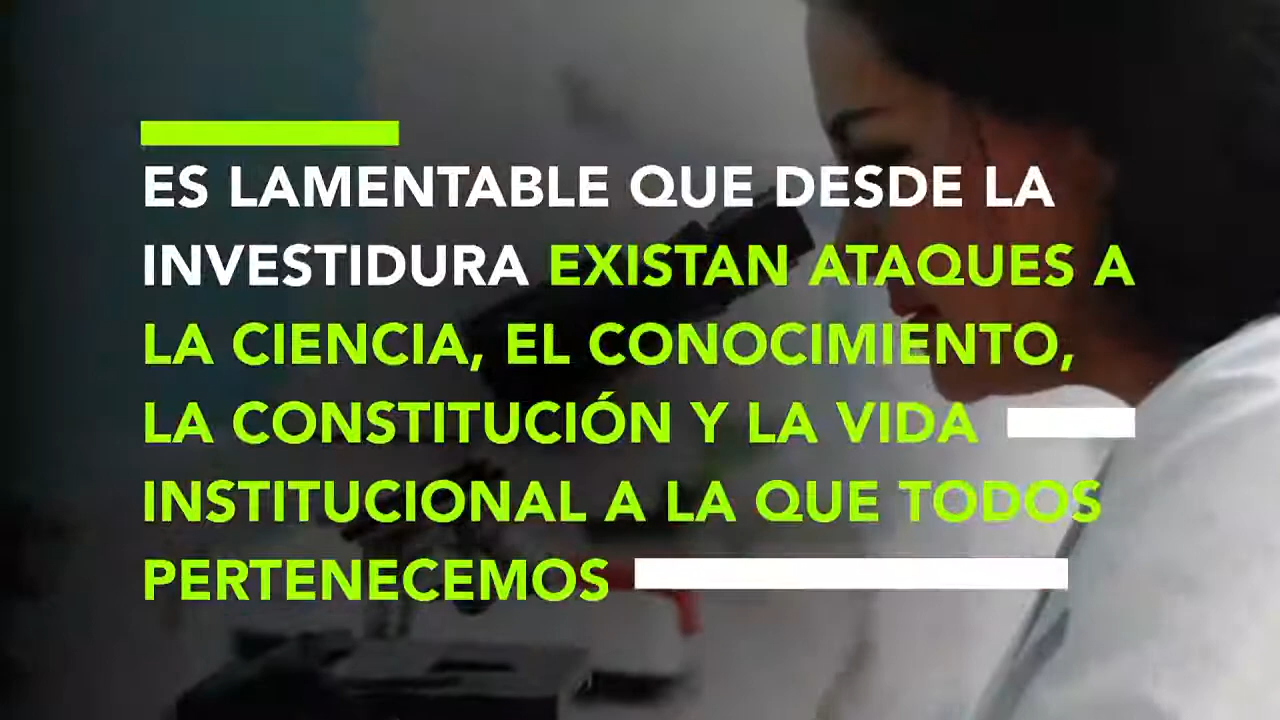 ES LAMENTABLE QUE DESDE LA
INVESTIDURA EXISTAN ATAQUES A
LA CIENCIA, EL CONOCIMIENTO,
LA CONSTITUCIÓN Y LA VIDA
INSTITUCIONAL A LA QUE TODOS
PERTENECEMOS